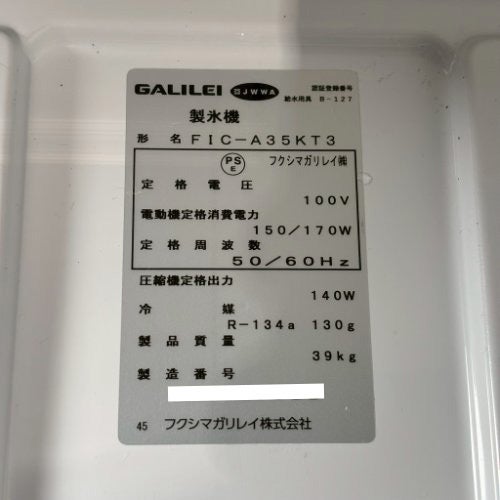 GALILEI JWWA 認証登録番号
給水用具 B-127
製氷機
形名 FIC-A35KT3
PS E フクシマガリレイ㈱
定格電圧
100V
電動機定格消費電力
150/170W
定格周波数
50/60Hz
圧縮機定格出力
140W
冷媒
R-134a 130g
製品質量
39kg
製造番号
45 フクシマガリレイ株式会社